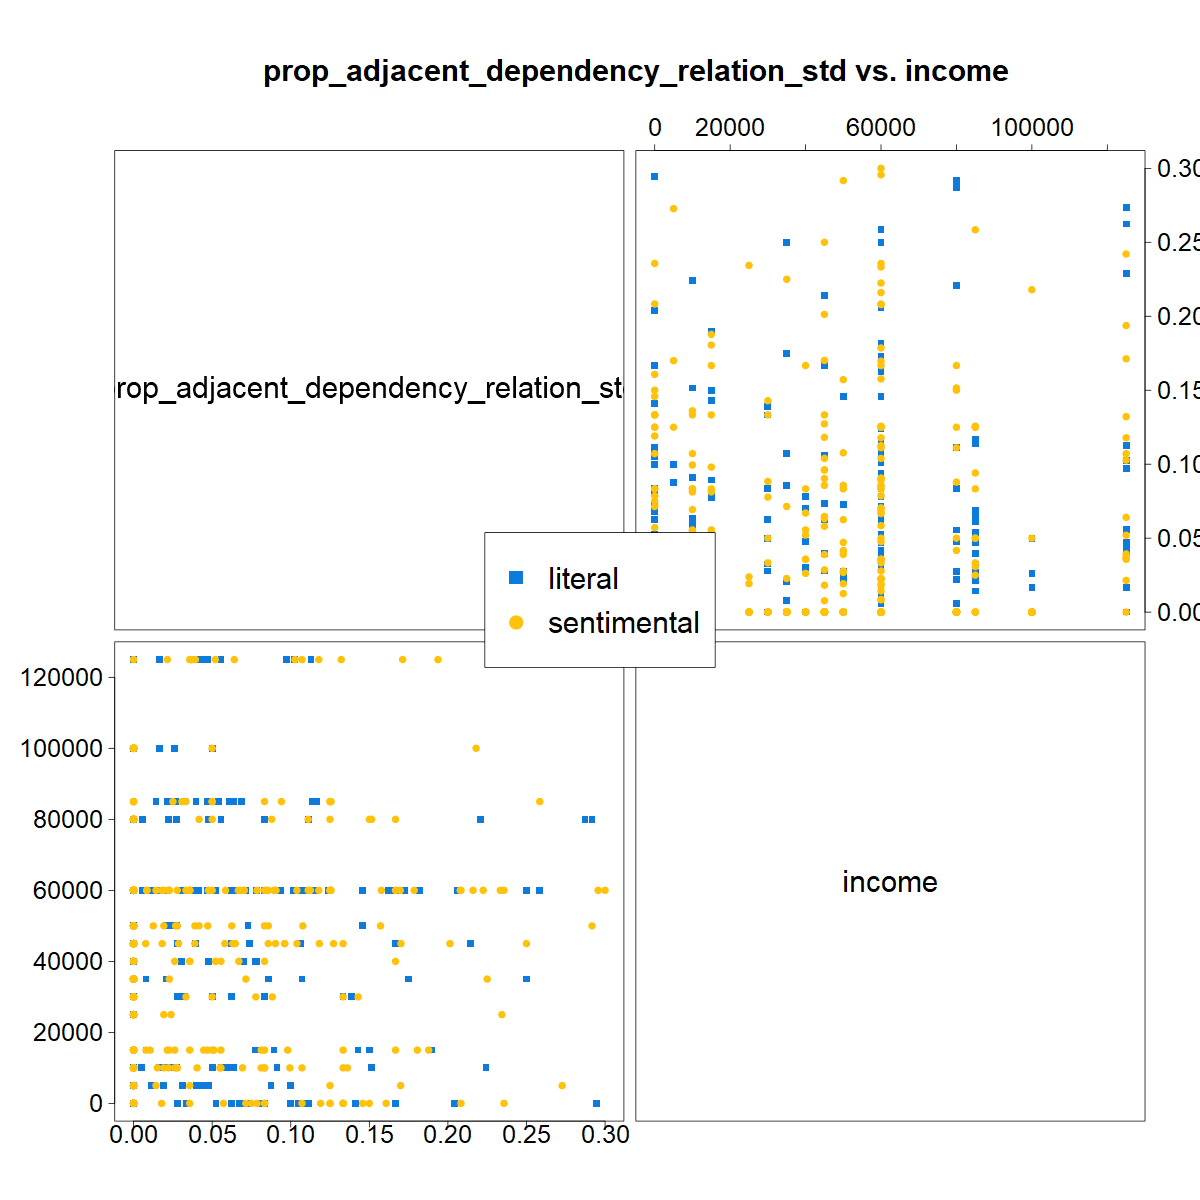 prop_adjacent_dependency_relation_std vs. income
0 20000 60000 100000
rop_adjacent_dependency_relation_st
0.30
0.25
0.20
0.15
0.10
0.05
0.00
literal
sentimental
120000
100000
80000
60000
40000
20000
0
income
0.00 0.05 0.10 0.15 0.20 0.25 0.30